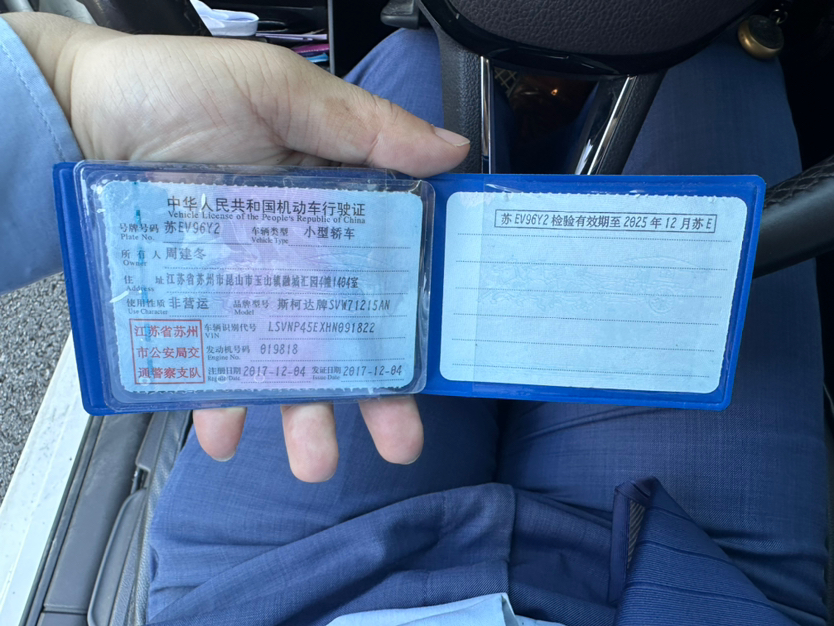 中华人民共和国机动车行驶证
Vehicle License of the People's Republic of China
号牌号码 苏EV96Y2 车辆类型 小型轿车
Plate No. Vehicle Type
所有人 周建冬
Owner
住址 江苏省苏州市昆山市玉山镇融城汇园4幢1404室
Address
使用性质 非营运 品牌型号 斯柯达牌SVW71215AN
Use Character Model
江苏省苏州
市公安局交
通警察支队
车辆识别代号 LSVNP45EXHN091822
VIN
发动机号码 019818
Engine No.
注册日期 2017-12-04 发证日期 2017-12-04
Register Date Issue Date
苏EV96Y2 检验有效期至 2025年12月苏E